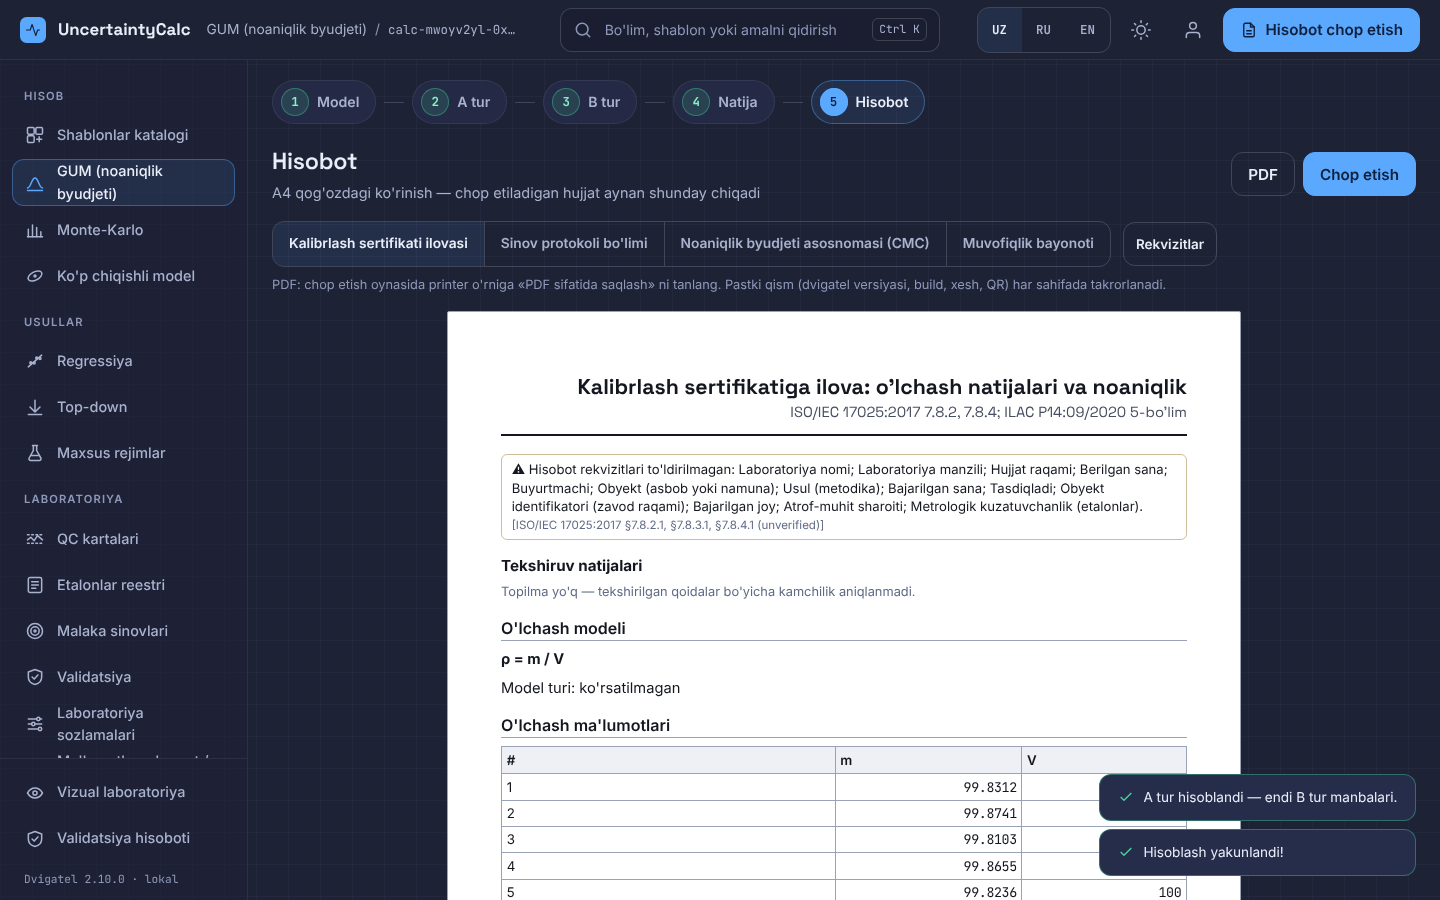 UncertaintyCalc
GUM (noaniqlik byudjeti) / calc-mwoyv2yl-0x…
Bo'lim, shablon yoki amalni qidirish
Ctrl K
UZ
RU
EN
Hisobot chop etish
HISOB
Shablonlar katalogi
GUM (noaniqlik
byudjeti)
Monte-Karlo
Ko'p chiqishli model
USULLAR
Regressiya
Top-down
Maxsus rejimlar
LABORATORIYA
QC kartalari
Etalonlar reestri
Malaka sinovlari
Validatsiya
Laboratoriya
sozlamalari
Vizual laboratoriya
Validatsiya hisoboti
Dvigatel 2.10.0 · lokal
1 Model
2 A tur
3 B tur
4 Natija
5 Hisobot
Hisobot
A4 qog'ozdagi ko'rinish — chop etiladigan hujjat aynan shunday chiqadi
PDF
Chop etish
Kalibrlash sertifikati ilovasi
Sinov protokoli bo'limi
Noaniqlik byudjeti asosnomasi (CMC)
Muvofiqlik bayonoti
Rekvizitlar
PDF: chop etish oynasida printer o'rniga «PDF sifatida saqlash» ni tanlang. Pastki qism (dvigatel versiyasi, build, xesh, QR) har sahifada takrorlanadi.
Kalibrlash sertifikatiga ilova: o'lchash natijalari va noaniqlik
ISO/IEC 17025:2017 7.8.2, 7.8.4; ILAC P14:09/2020 5-bo'lim
⚠ Hisobot rekvizitlari to'ldirilmagan: Laboratoriya nomi; Laboratoriya manzili; Hujjat raqami; Berilgan sana;
Buyurtmachi; Obyekt (asbob yoki namuna); Usul (metodika); Bajarilgan sana; Tasdiqladi; Obyekt
identifikatori (zavod raqami); Bajarilgan joy; Atrof-muhit sharoiti; Metrologik kuzatuvchanlik (etalonlar).
[ISO/IEC 17025:2017 §7.8.2.1, §7.8.3.1, §7.8.4.1 (unverified)]
Tekshiruv natijalari
Topilma yo'q — tekshirilgan qoidalar bo'yicha kamchilik aniqlanmadi.
O'lchash modeli
ρ = m / V
Model turi: ko'rsatilmagan
O'lchash ma'lumotlari
# m V
1 99.8312
2 99.8741
3 99.8103
4 99.8655
5 99.8236 100
A tur hisoblandi — endi B tur manbalari.
Hisoblash yakunlandi!